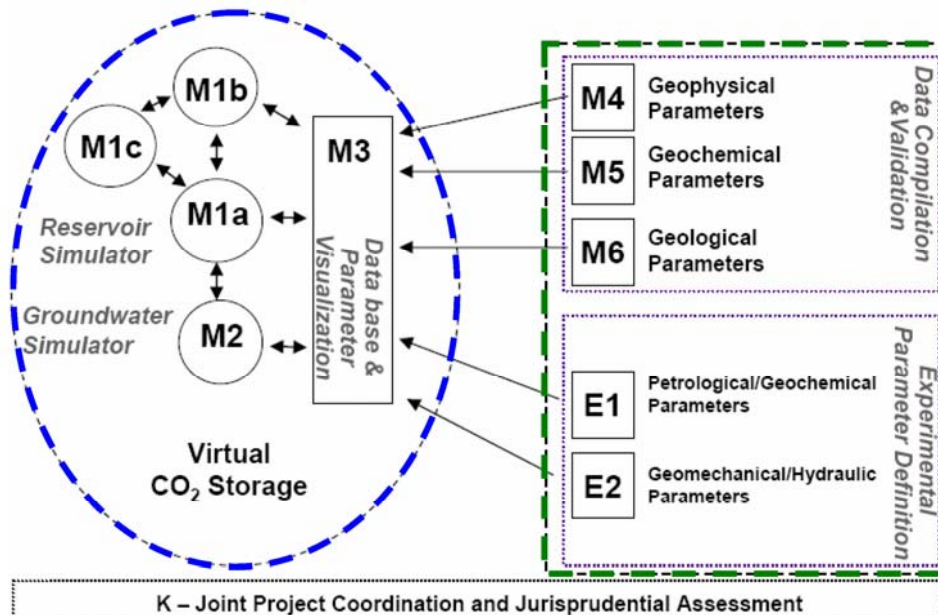 M1b
M1c
M1a
Reservoir
Simulator
Groundwater
Simulator
M2
Virtual
CO₂ Storage
M3
Data base &
Parameter
Visualization
M4
Geophysical
Parameters
M5
Geochemical
Parameters
M6
Geological
Parameters
Data Compilation
&Validation
E1
Petrological/Geochemical
Parameters
E2
Geomechanical/Hydraulic
Parameters
Experimental
Parameter Definition
K – Joint Project Coordination and Jurisprudential Assessment